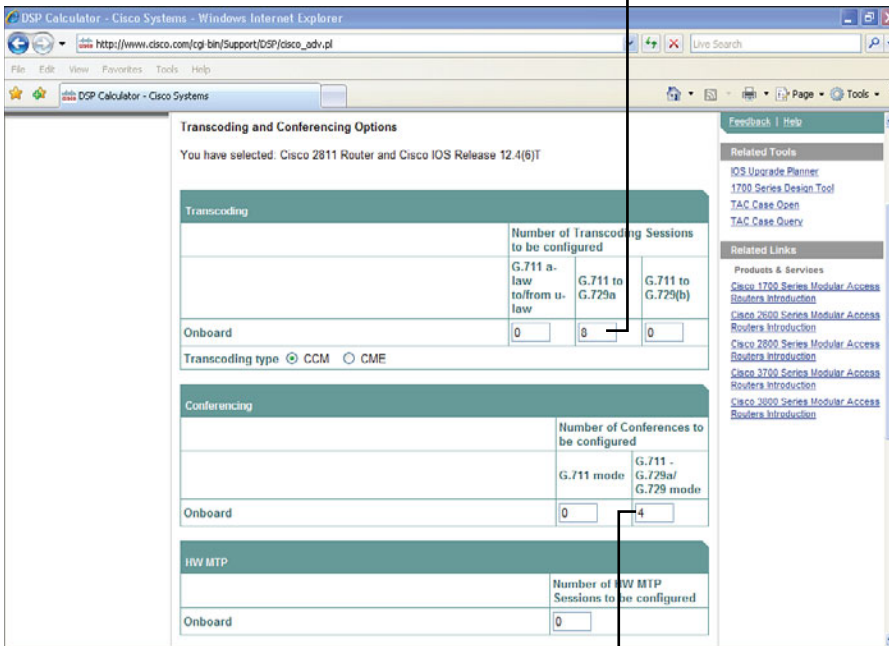 DSP Calculator - Cisco Systems - Windows Internet Explorer
http://www.cisco.com/cgi-bin/Support/DSP/cisco_adv.pl
Live Search
File Edit View Favorites Tools Help
DSP Calculator - Cisco Systems
Page Tools
Transcoding and Conferencing Options
You have selected: Cisco 2811 Router and Cisco IOS Release 12.4(6)T
Transcoding
Number of Transcoding Sessions
to be configured
G.711 a-
law
to/from u-
law
G.711 to
G.729a
G.711 to
G.729(b)
Onboard
0
8
0
Transcoding type CCM CME
Conferencing
Number of Conferences to
be configured
G.711 mode
G.711 -
G.729a/
G.729 mode
Onboard
0
4
HW MTP
Number of HW MTP
Sessions to be configured
Onboard
0
Feedback | Help
Related Tools
IOS Upgrade Planner
1700 Series Design Tool
TAC Case Open
TAC Case Query
Related Links
Products & Services
Cisco 1700 Series Modular Access
Routers Introduction
Cisco 2600 Series Modular Access
Routers Introduction
Cisco 2800 Series Modular Access
Routers Introduction
Cisco 3700 Series Modular Access
Routers Introduction
Cisco 3800 Series Modular Access
Routers Introduction